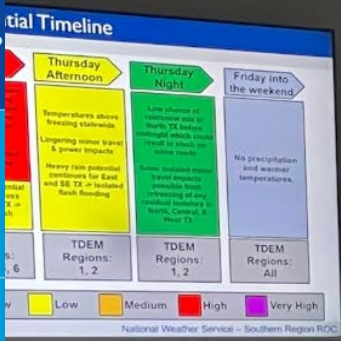 tial Timeline
Thursday
Afternoon
Temperatures above
freezing statewide
Lingering minor travel
& power impacts
Heavy rain potential
continues for East
and SE TX → isolated
flash flooding
TDEM
Regions:
1, 2
Thursday
Night
Low chance of
rain/snow mix in
North TX before
midnight which could
result in slush on
some roads
Some isolated minor
travel impacts
possible from
refreezing of any
residual moisture in
North, Central, &
West TX
TDEM
Regions:
1, 2
Friday into
the weekend
No precipitation
and warmer
temperatures.
TDEM
Regions:
All
, 6
Low
Medium
High
Very High
National Weather Service – Southern Region ROC